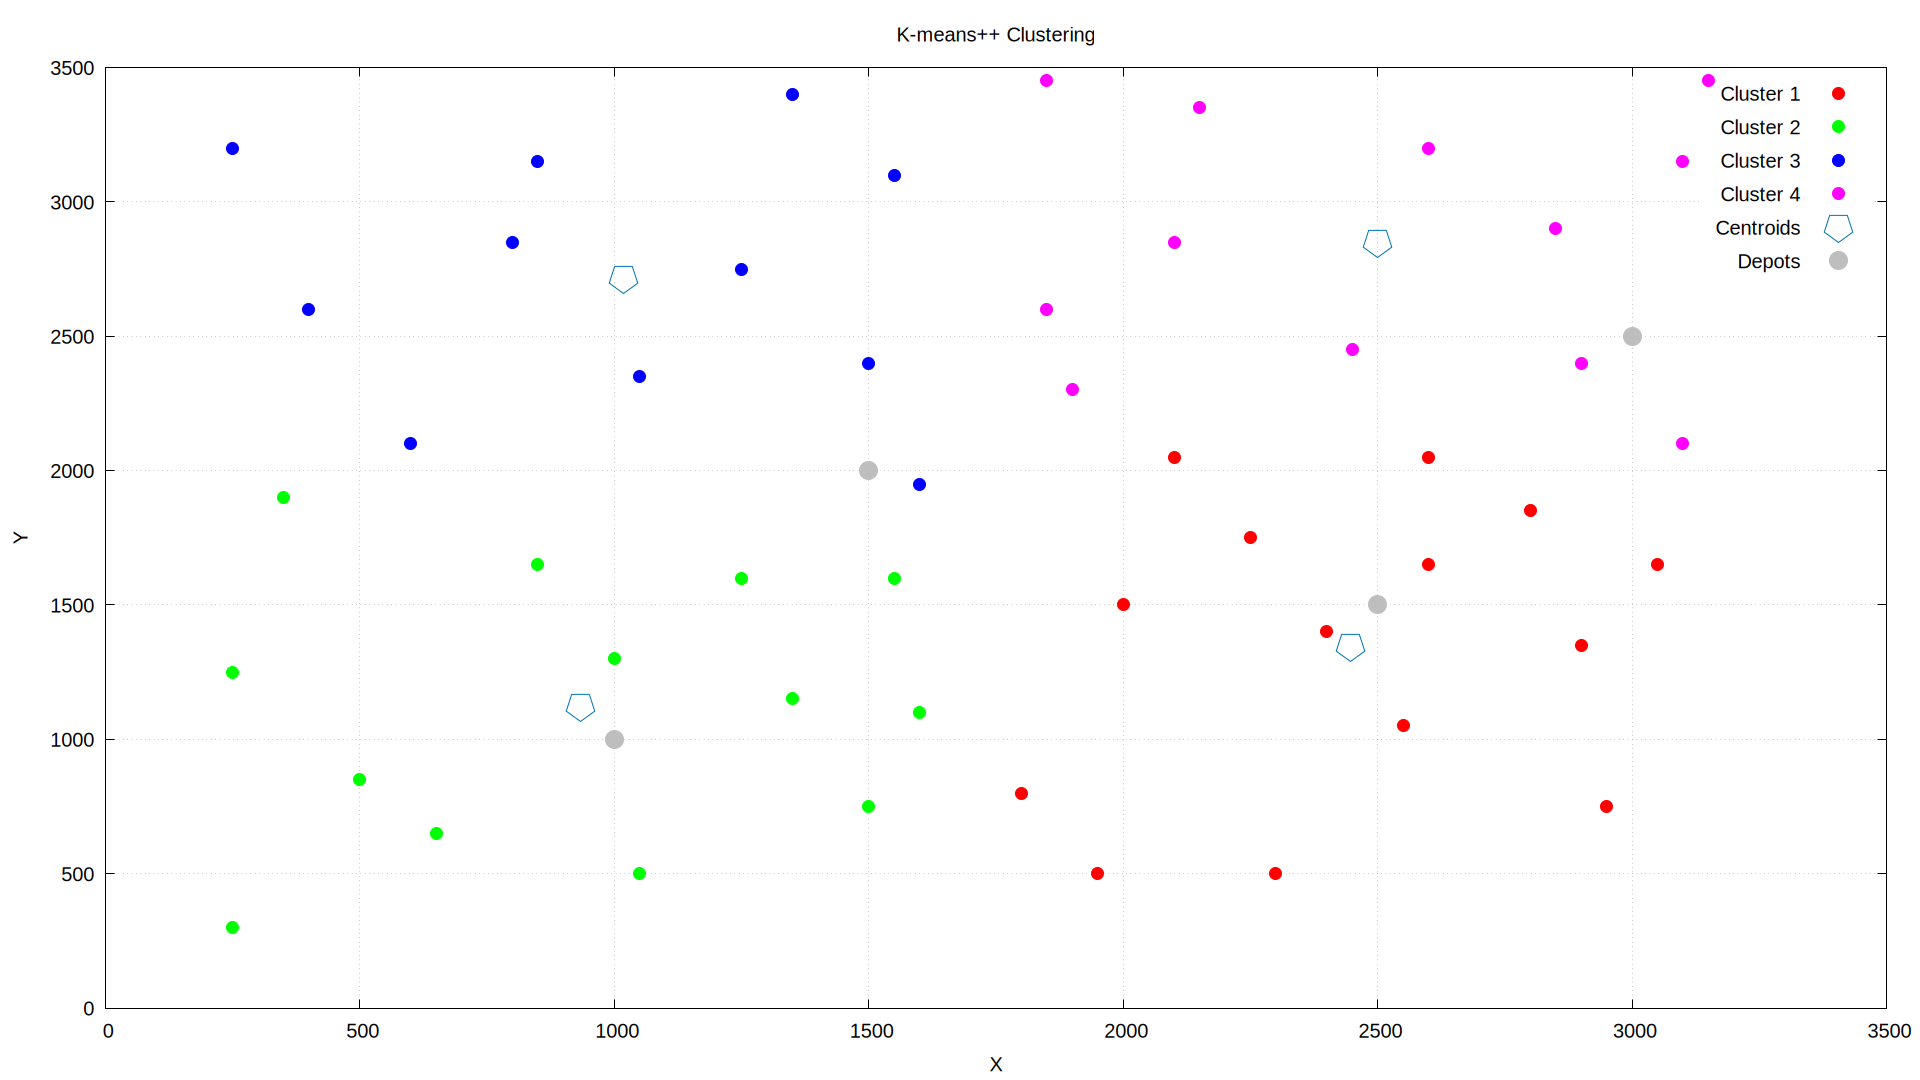 K-means++ Clustering
3500
3000
2500
2000
1500
1000
500
0
Y
Cluster 1
Cluster 2
Cluster 3
Cluster 4
Centroids
Depots
0 500 1000 1500 2000 2500 3000 3500
X